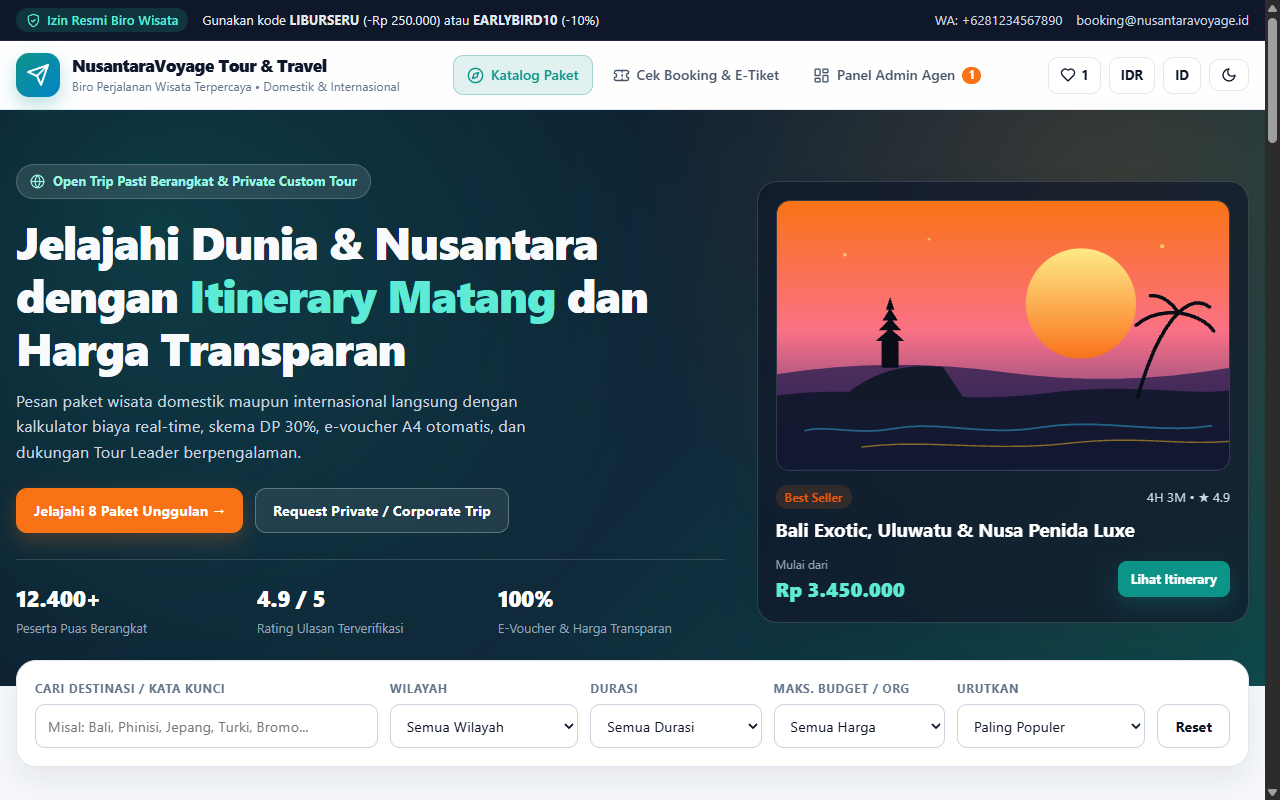 Izin Resmi Biro Wisata
Gunakan kode LIBURSERU (-Rp 250.000) atau EARLYBIRD10 (-10%)
WA: +6281234567890
booking@nusantaravoyage.id
NusantaraVoyage Tour & Travel
Biro Perjalanan Wisata Terpercaya • Domestik & Internasional
Katalog Paket
Cek Booking & E-Tiket
Panel Admin Agen 1
1
IDR
ID
Open Trip Pasti Berangkat & Private Custom Tour
Jelajahi Dunia & Nusantara
dengan Itinerary Matang dan
Harga Transparan
Pesan paket wisata domestik maupun internasional langsung dengan
kalkulator biaya real-time, skema DP 30%, e-voucher A4 otomatis, dan
dukungan Tour Leader berpengalaman.
Jelajahi 8 Paket Unggulan →
Request Private / Corporate Trip
12.400+
Peserta Puas Berangkat
4.9 / 5
Rating Ulasan Terverifikasi
100%
E-Voucher & Harga Transparan
Best Seller
4H 3M • ★ 4.9
Bali Exotic, Uluwatu & Nusa Penida Luxe
Mulai dari
Rp 3.450.000
Lihat Itinerary
CARI DESTINASI / KATA KUNCI
Misal: Bali, Phinisi, Jepang, Turki, Bromo...
WILAYAH
Semua Wilayah
DURASI
Semua Durasi
MAKS. BUDGET / ORG
Semua Harga
URUTKAN
Paling Populer
Reset